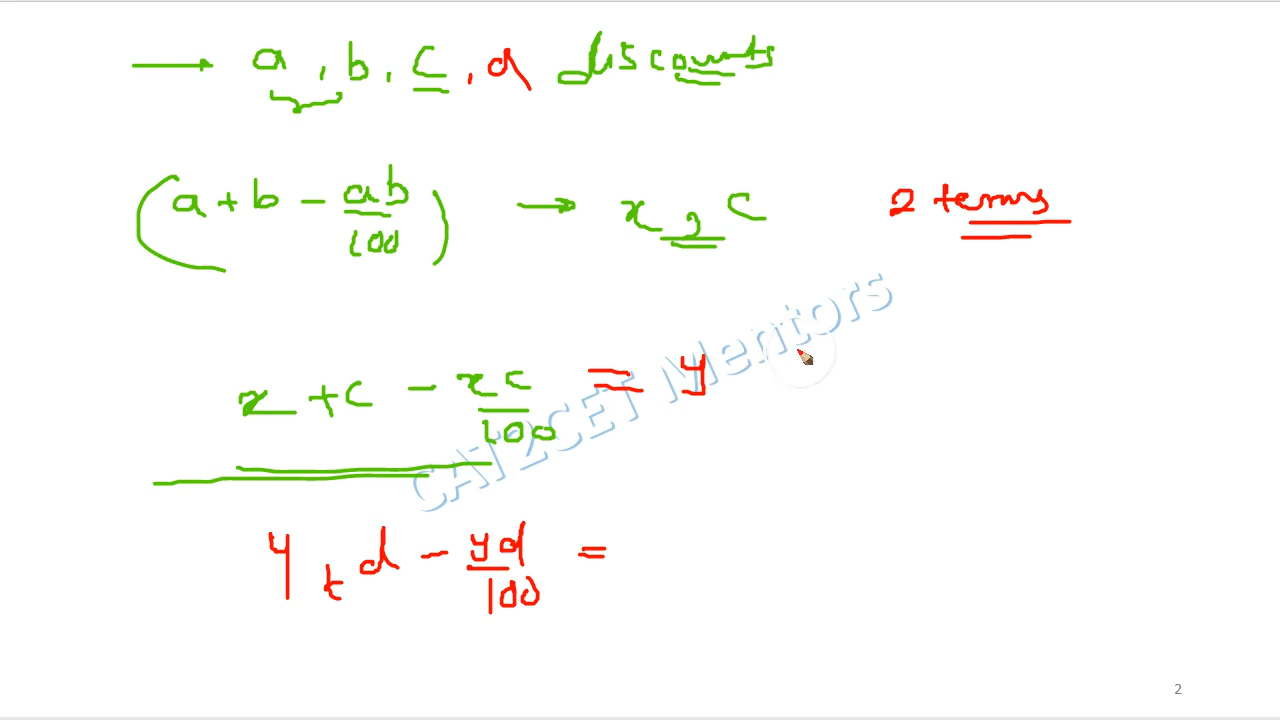 → a, b, c, d discounts
(a + b - ab/100) → x, c
2 terms
x + c - xc/100 = y
CAT2CET Mentors
y + d - yd/100 =
2